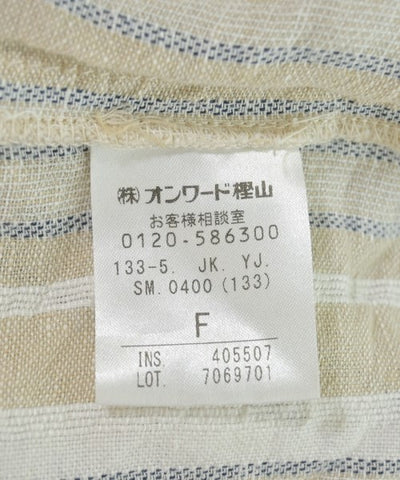 ㈱オンワード樫山
お客様相談室
0120-586300
133-5. JK. YJ.
SM. 0400 (133)
F
INS. 405507
LOT. 7069701